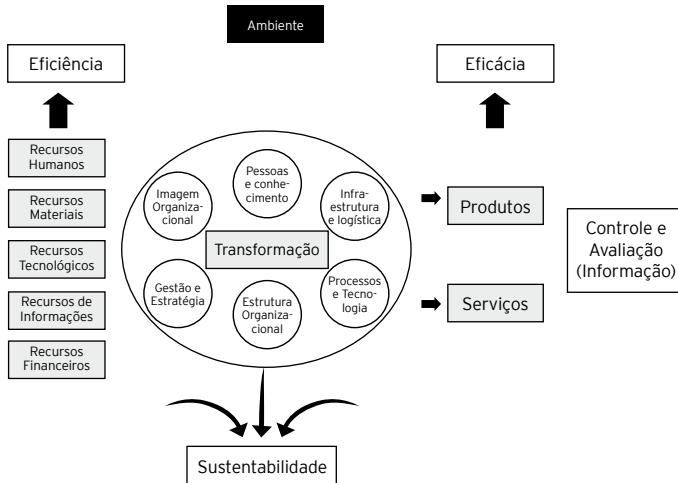 Ambiente
Eficiência
Eficácia
Recursos
Humanos
Recursos
Materiais
Recursos
Tecnológicos
Recursos de
Informações
Recursos
Financeiros
Imagem
Organiza-
cional
Pessoas
e conhe-
cimento
Infra-
estrutura
e logística
Transformação
Gestão e
Estratégia
Estrutura
Organiza-
cional
Processos
e Tecno-
logia
Produtos
Serviços
Controle e
Avaliação
(Informação)
Sustentabilidade